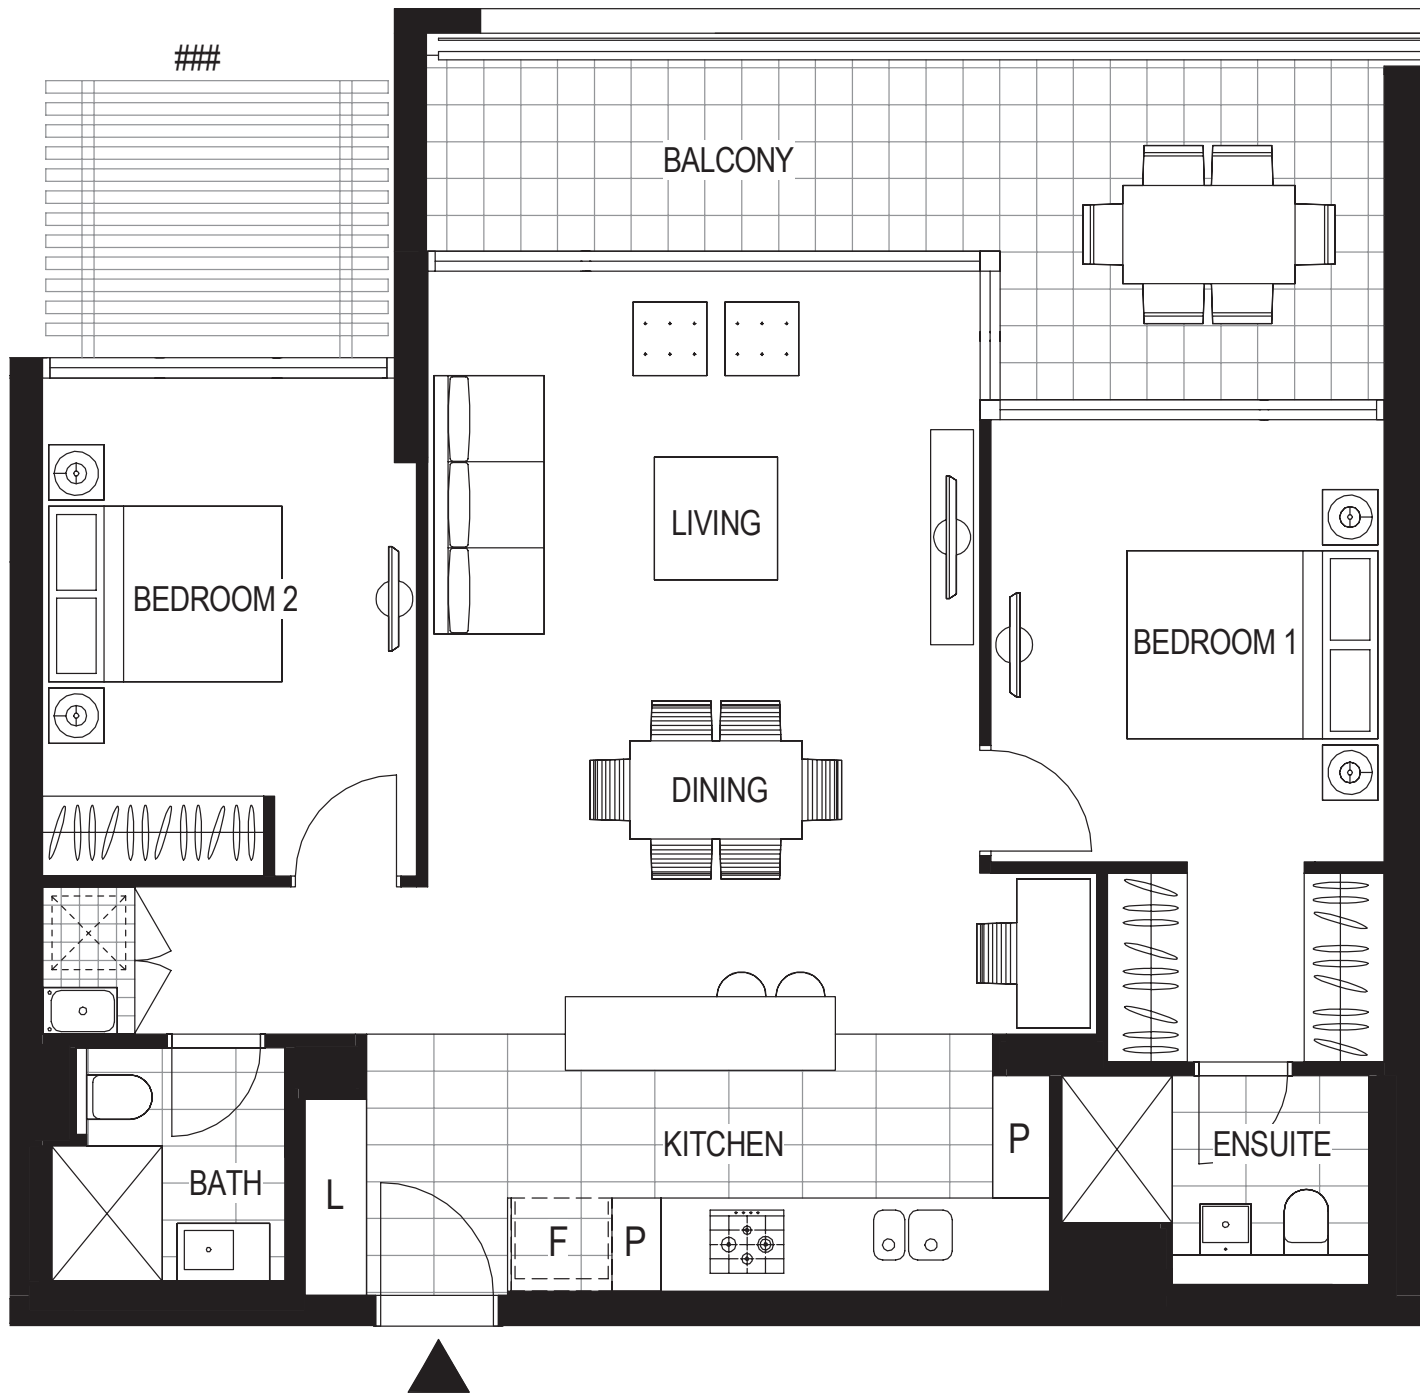 ###
BALCONY
LIVING
BEDROOM 2
BEDROOM 1
DINING
KITCHEN
P
ENSUITE
BATH
L
F
P